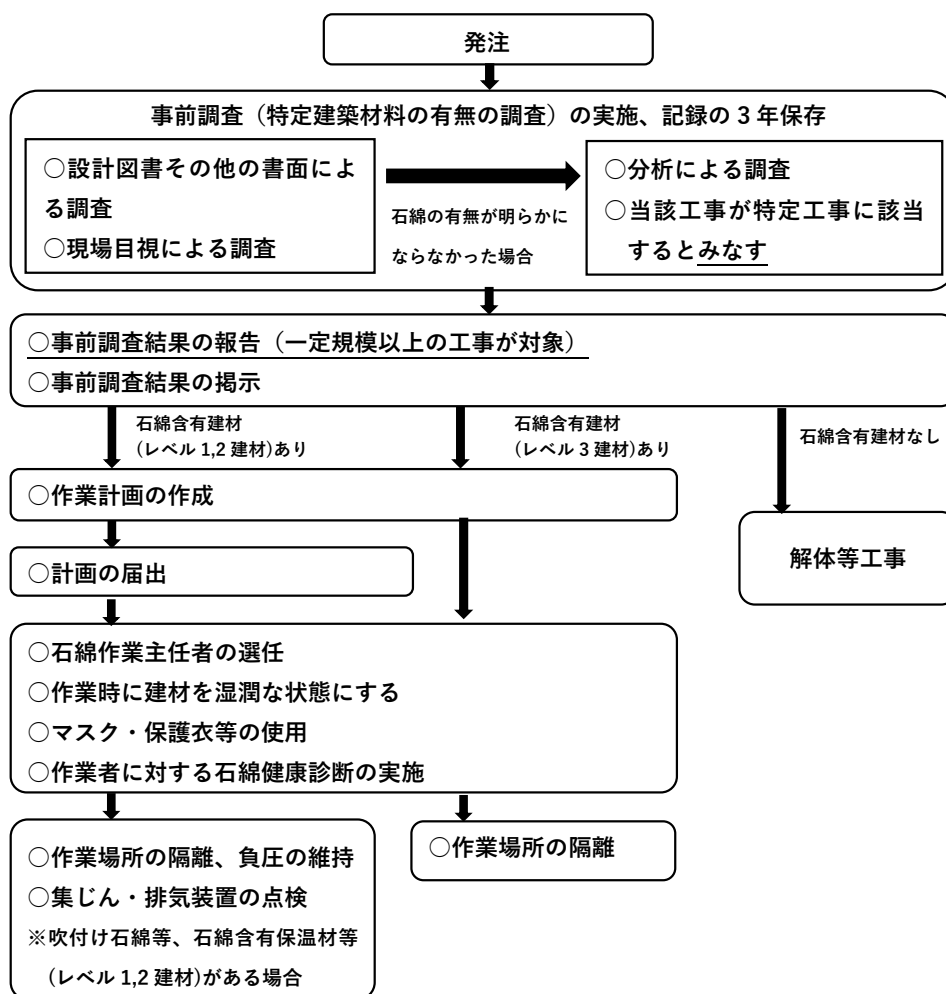 発注
事前調査（特定建築材料の有無の調査）の実施、記録の3年保存
○設計図書その他の書面によ
る調査
○現場目視による調査
石綿の有無が明らかに
ならなかった場合
○分析による調査
○当該工事が特定工事に該当
するとみなす
○事前調査結果の報告（一定規模以上の工事が対象）
○事前調査結果の掲示
石綿含有建材
(レベル1,2建材)あり
石綿含有建材
(レベル3建材)あり
石綿含有建材なし
○作業計画の作成
○計画の届出
解体等工事
○石綿作業主任者の選任
○作業時に建材を湿潤な状態にする
○マスク・保護衣等の使用
○作業者に対する石綿健康診断の実施
○作業場所の隔離、負圧の維持
○集じん・排気装置の点検
※吹付け石綿等、石綿含有保温材等
(レベル1,2建材)がある場合
○作業場所の隔離